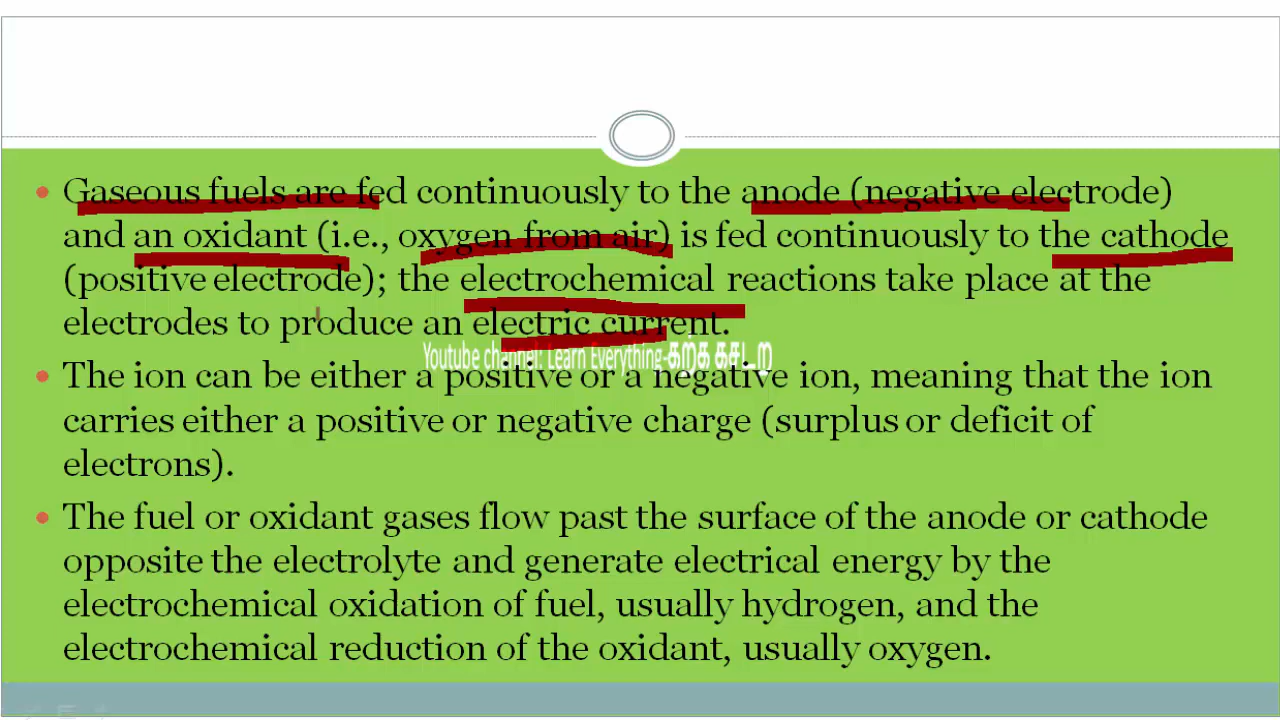 • Gaseous fuels are fed continuously to the anode (negative electrode)
and an oxidant (i.e., oxygen from air) is fed continuously to the cathode
(positive electrode); the electrochemical reactions take place at the
electrodes to produce an electric current.
Youtube channel: Learn Everything-கற்க கசடற
• The ion can be either a positive or a negative ion, meaning that the ion
carries either a positive or negative charge (surplus or deficit of
electrons).
• The fuel or oxidant gases flow past the surface of the anode or cathode
opposite the electrolyte and generate electrical energy by the
electrochemical oxidation of fuel, usually hydrogen, and the
electrochemical reduction of the oxidant, usually oxygen.